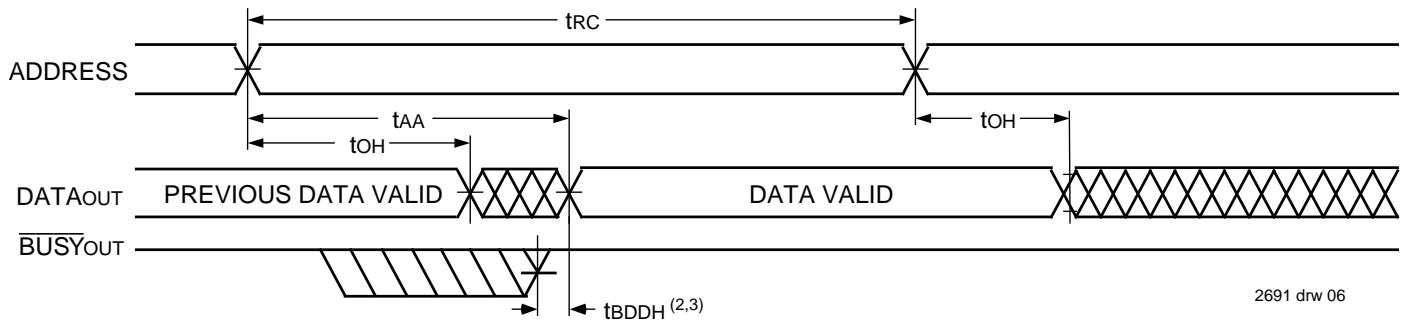 tRC
ADDRESS
tAA
tOH
tOH
DATAOUT
PREVIOUS DATA VALID
DATA VALID
BUSYOUT
tBDDH (2,3)
2691 drw 06